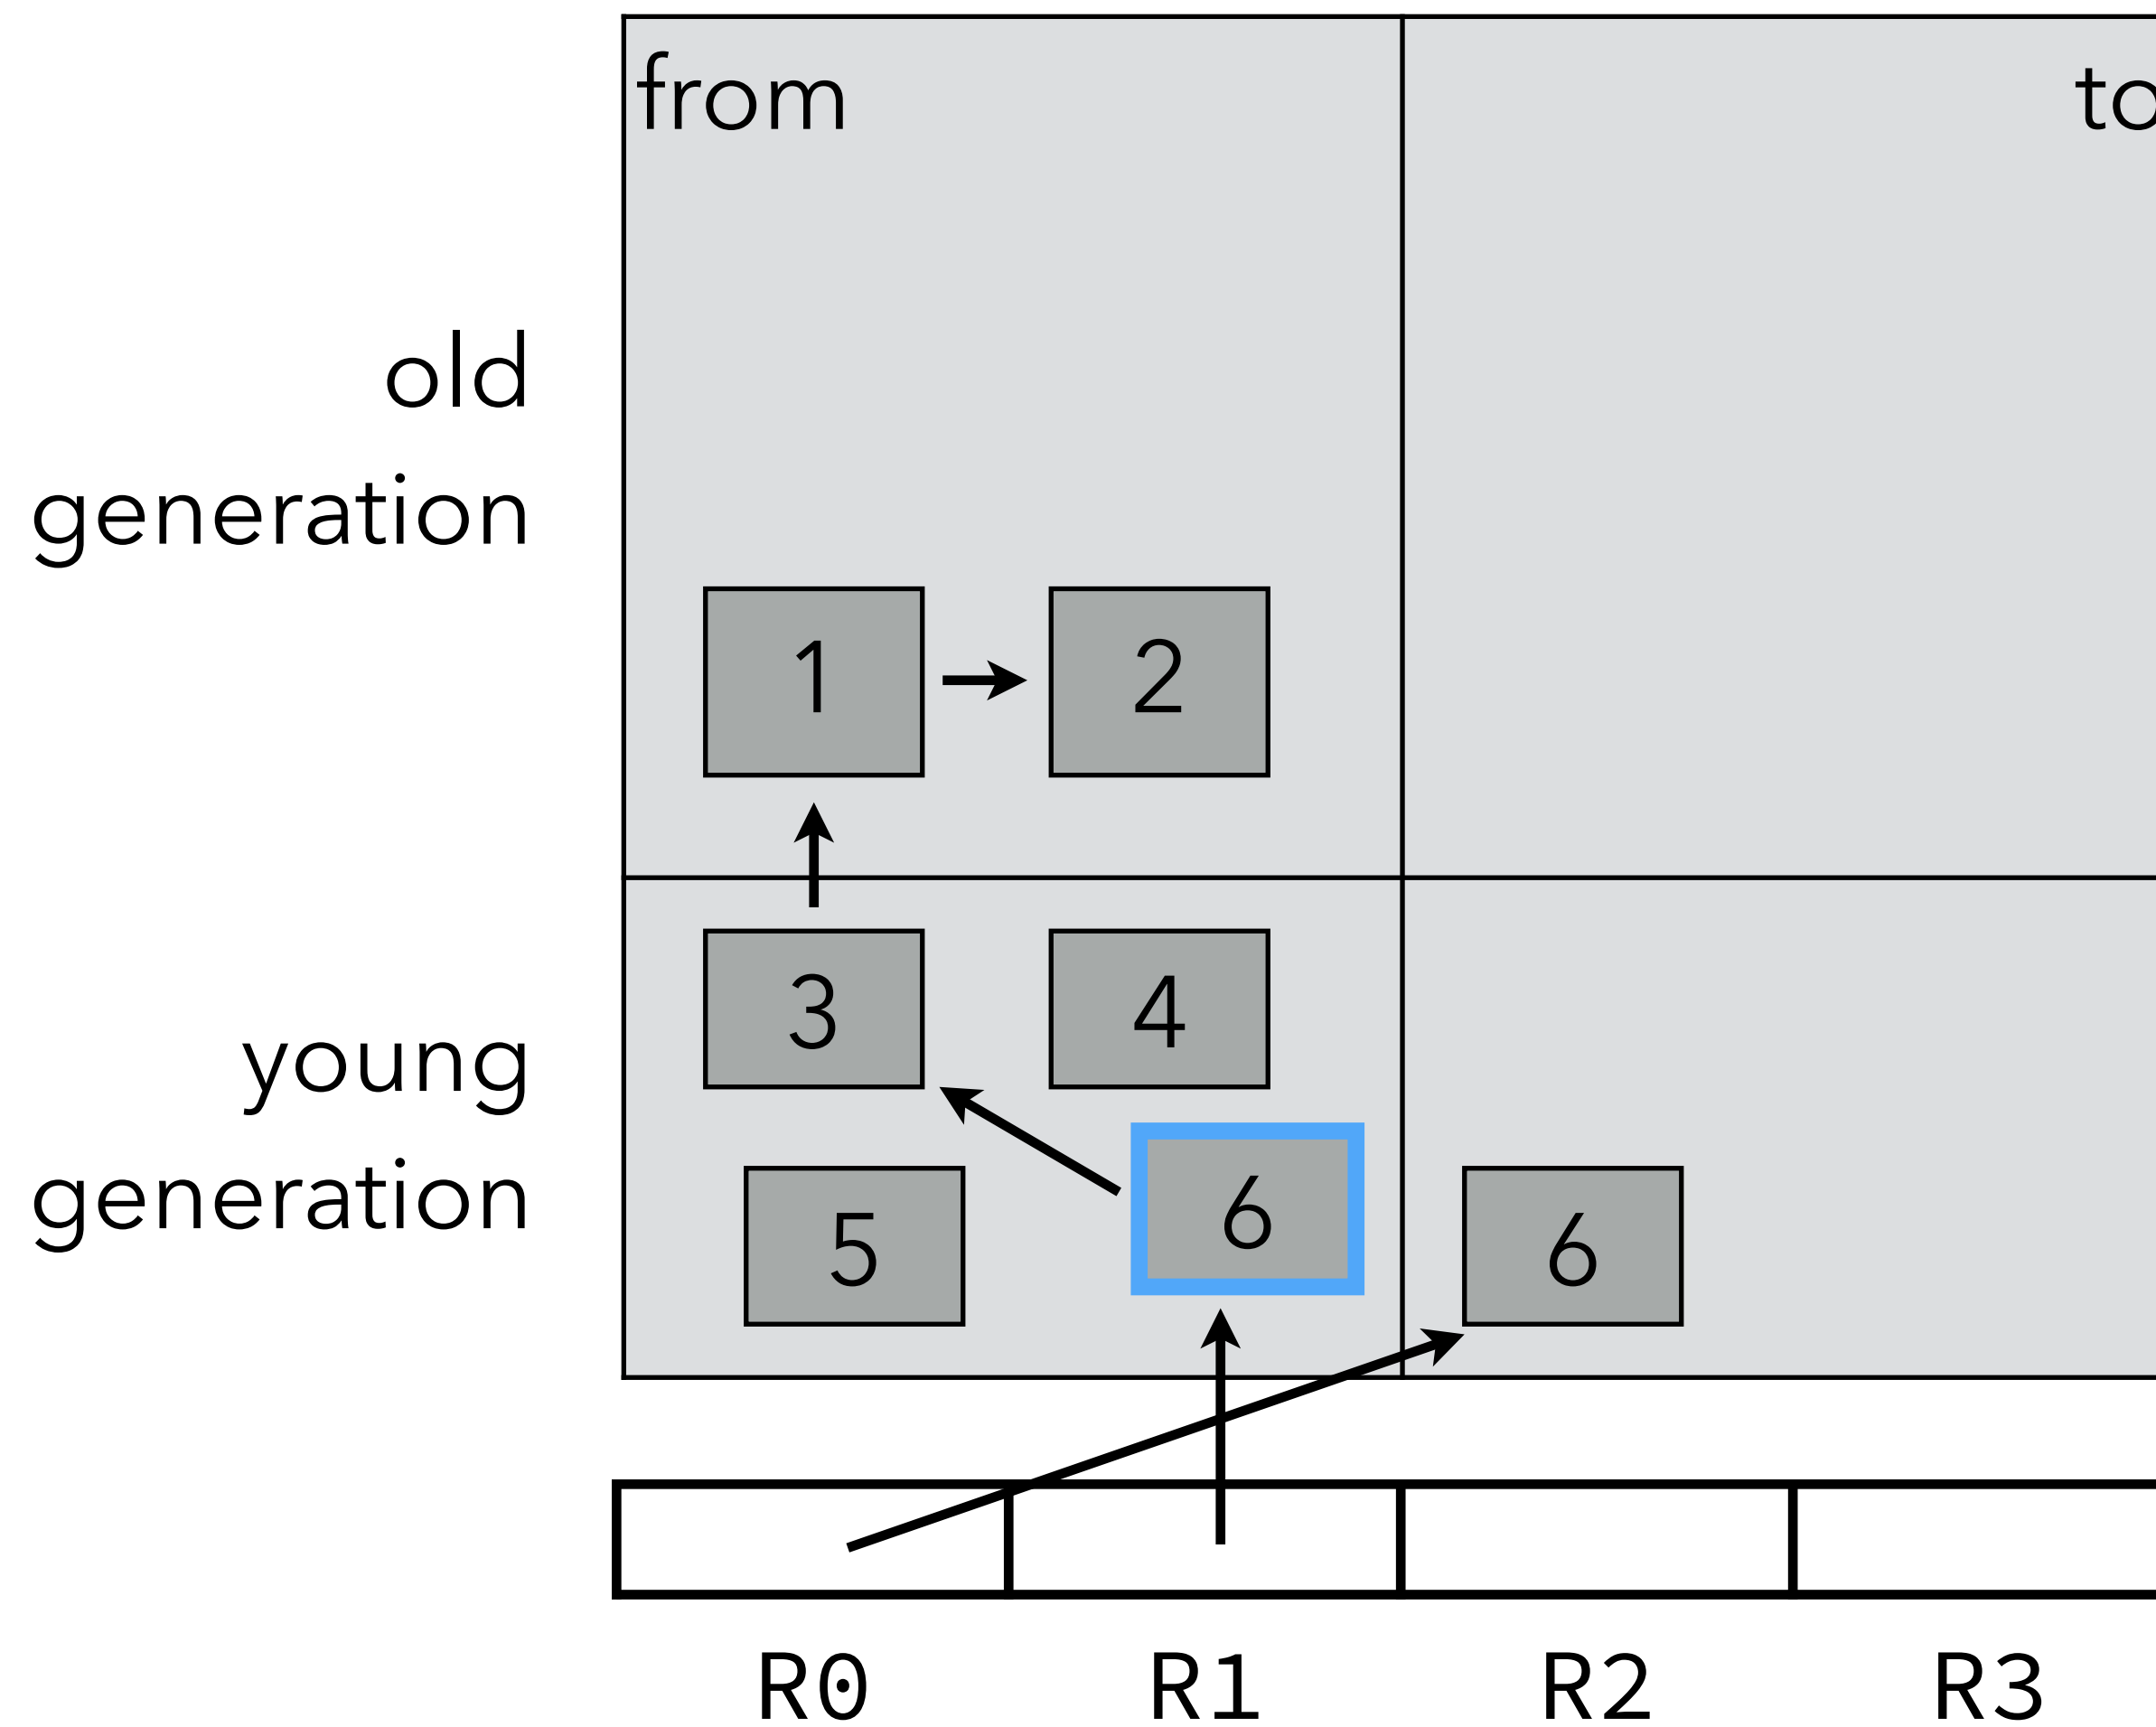 from
to
old
generation
1
2
young
generation
3
4
5
6
6
R0
R1
R2
R3